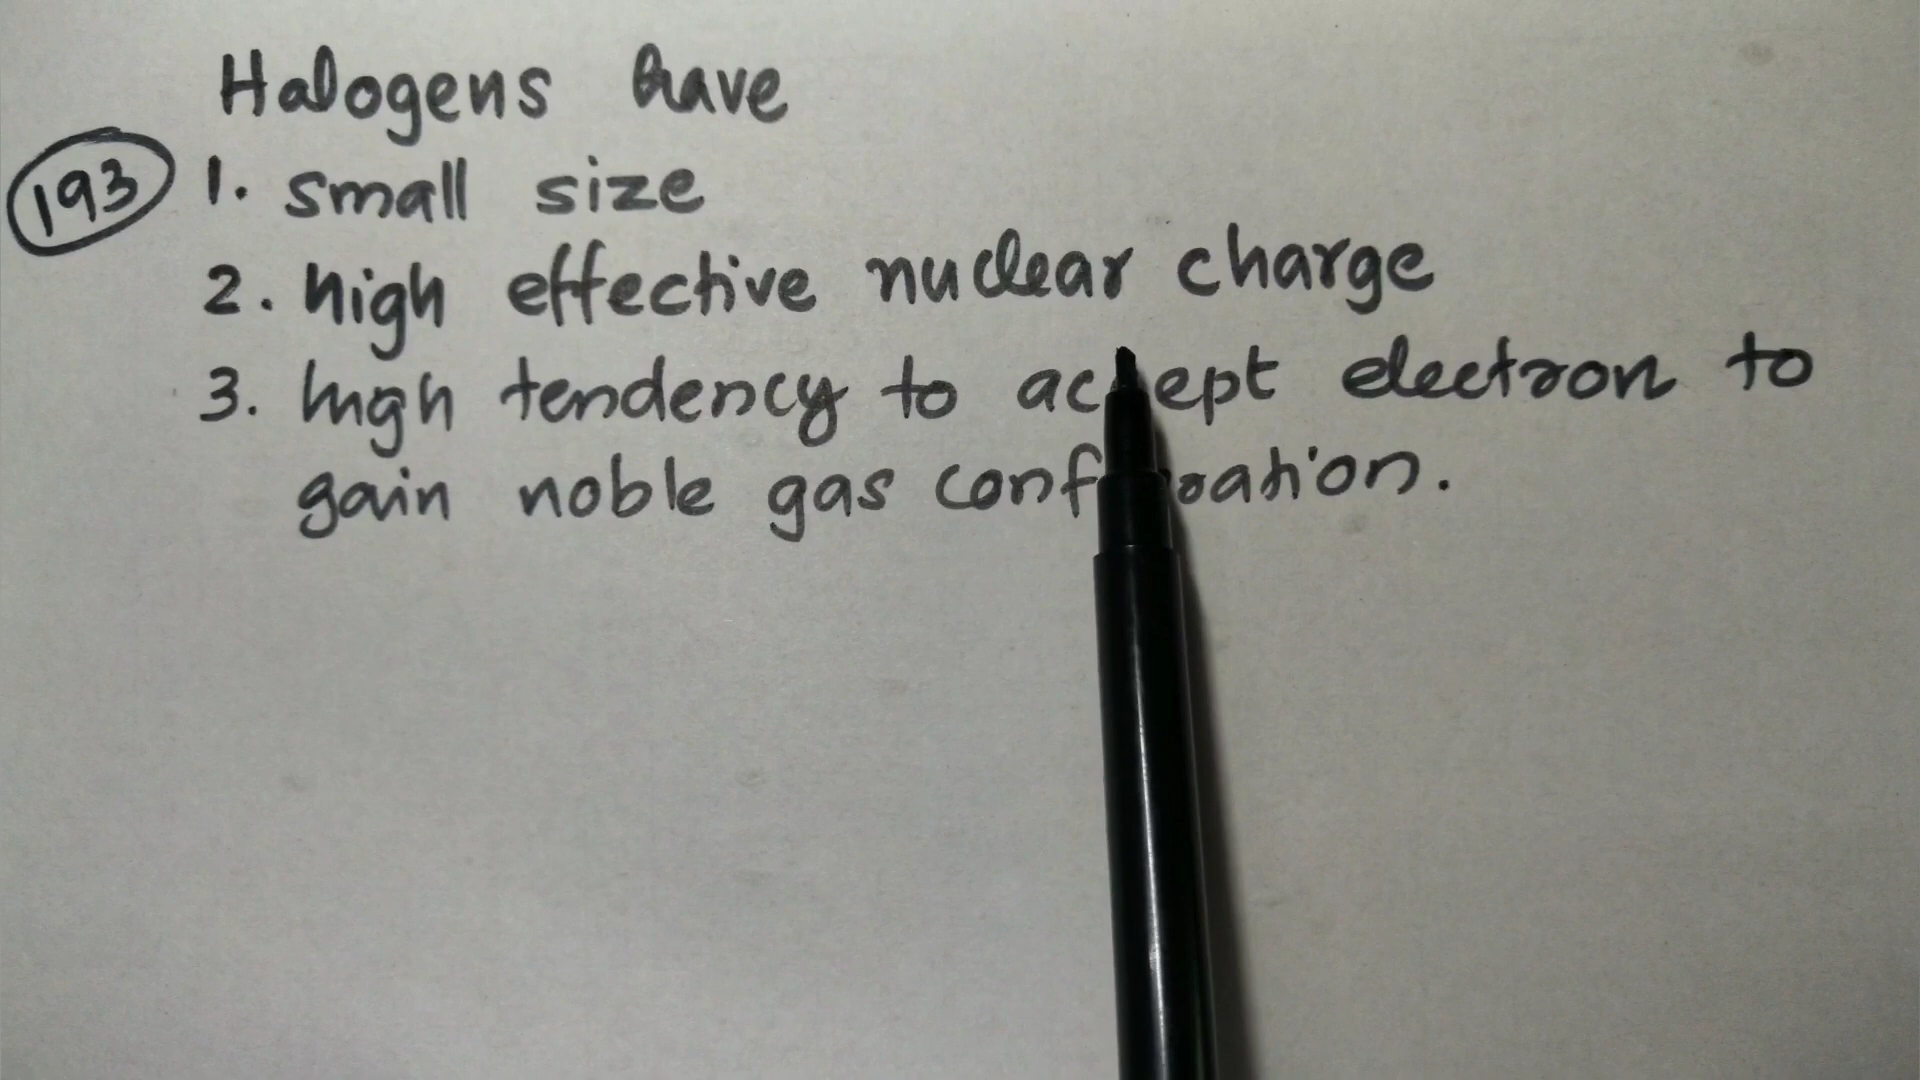 Halogens have
193 1. small size
2. high effective nuclear charge
3. high tendency to accept electron to
gain noble gas